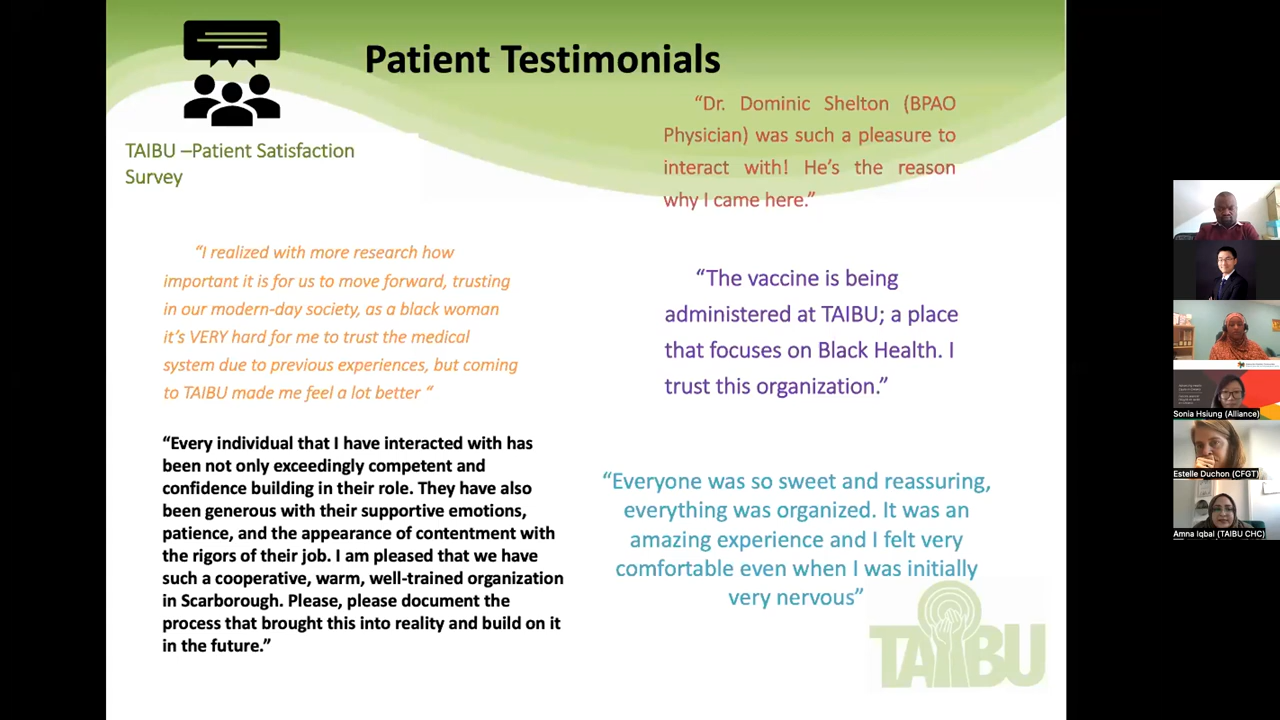 Patient Testimonials
TAIBU –Patient Satisfaction
Survey
“Dr. Dominic Shelton (BPAO
Physician) was such a pleasure to
interact with! He’s the reason
why I came here.”
“I realized with more research how
important it is for us to move forward, trusting
in our modern-day society, as a black woman
it’s VERY hard for me to trust the medical
system due to previous experiences, but coming
to TAIBU made me feel a lot better “
“The vaccine is being
administered at TAIBU; a place
that focuses on Black Health. I
trust this organization.”
“Every individual that I have interacted with has
been not only exceedingly competent and
confidence building in their role. They have also
been generous with their supportive emotions,
patience, and the appearance of contentment with
the rigors of their job. I am pleased that we have
such a cooperative, warm, well-trained organization
in Scarborough. Please, please document the
process that brought this into reality and build on it
in the future.”
“Everyone was so sweet and reassuring,
everything was organized. It was an
amazing experience and I felt very
comfortable even when I was initially
very nervous”
TAIBU
Sonia Hsiung (Alliance)
Estelle Duchon (CFGT)
Amna Iqbal (TAIBU CHC)